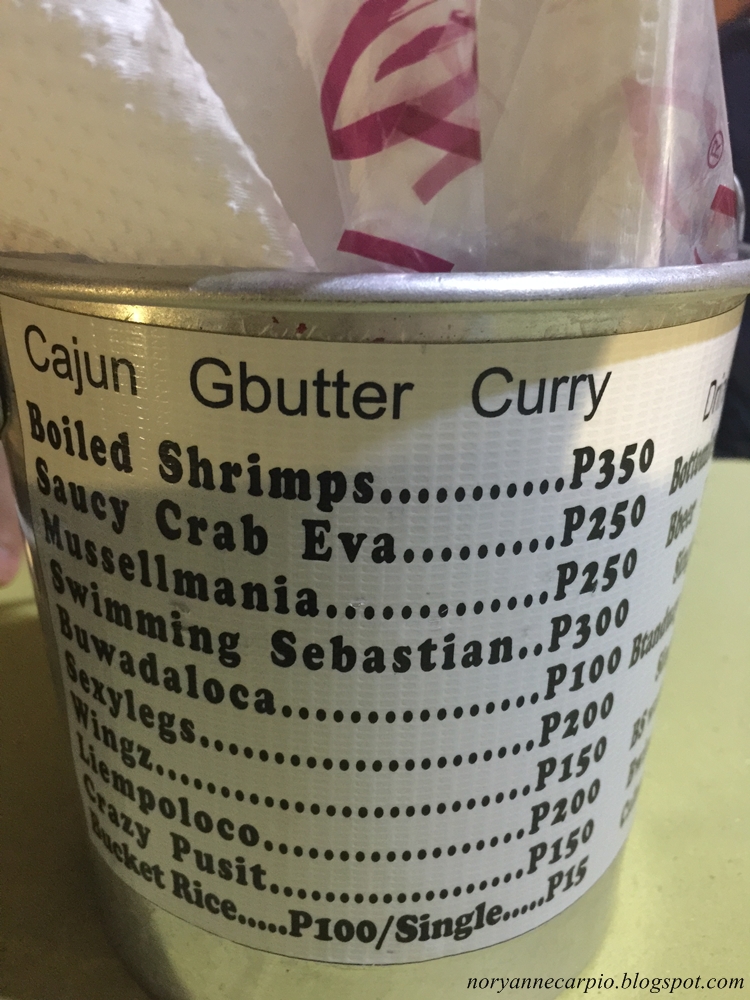 Cajun Gbutter Curry
Boiled Shrimps...........P350
Saucy Crab Eva.........P250
Mussellmania.............P250
Swimming Sebastian..P300
Buwadaloca................P100
Sexylegs.....................P200
Wingz.........................P150
Liempoloco................P200
Crazy Pusit.................P150
Bucket Rice.....P100/Single.....P15
noryannecarpio.blogspot.com